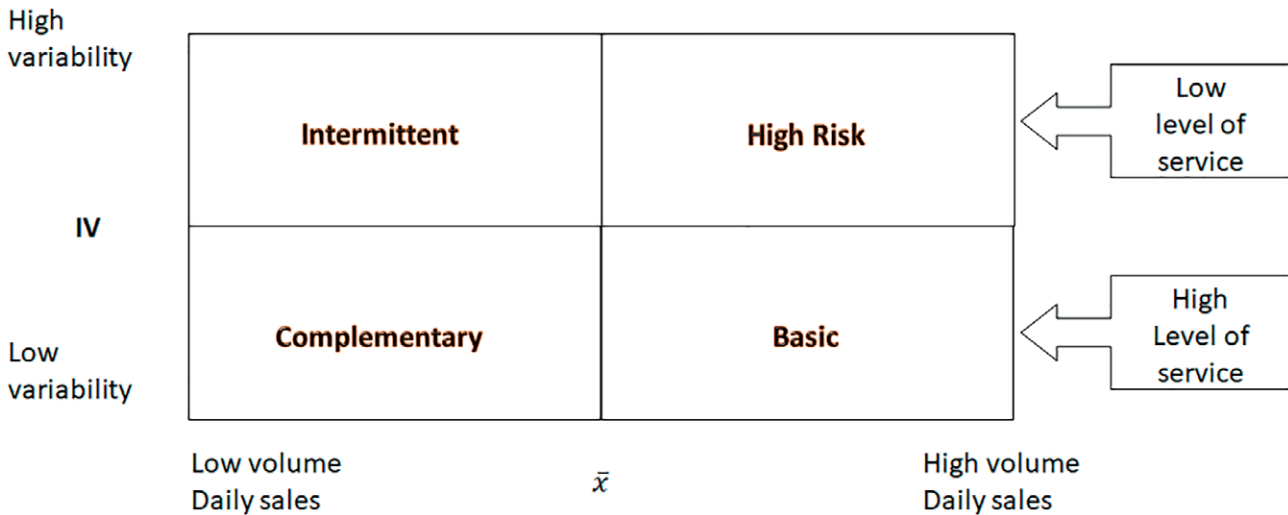 High
variability
Intermittent
High Risk
Low
level of
service
IV
Complementary
Basic
High
Level of
service
Low
variability
Low volume
Daily sales
x̄
High volume
Daily sales